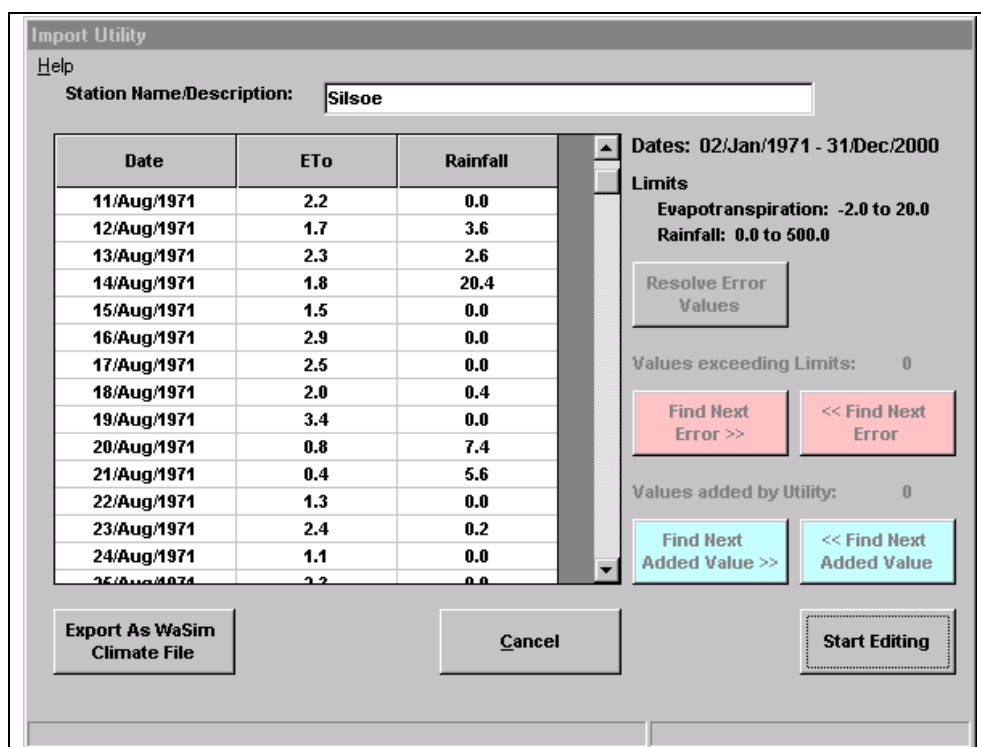 Import Utility
Help
Station Name/Description: Silsoe
Date ETo Rainfall
11/Aug/1971 2.2 0.0
12/Aug/1971 1.7 3.6
13/Aug/1971 2.3 2.6
14/Aug/1971 1.8 20.4
15/Aug/1971 1.5 0.0
16/Aug/1971 2.9 0.0
17/Aug/1971 2.5 0.0
18/Aug/1971 2.0 0.4
19/Aug/1971 3.4 0.0
20/Aug/1971 0.8 7.4
21/Aug/1971 0.4 5.6
22/Aug/1971 1.3 0.0
23/Aug/1971 2.4 0.2
24/Aug/1971 1.1 0.0
Dates: 02/Jan/1971 - 31/Dec/2000
Limits
Evapotranspiration: -2.0 to 20.0
Rainfall: 0.0 to 500.0
Resolve Error
Values
Values exceeding Limits: 0
Find Next
Error >>
<< Find Next
Error
Values added by Utility: 0
Find Next
Added Value >>
<< Find Next
Added Value
Export As WaSim
Climate File
Cancel
Start Editing